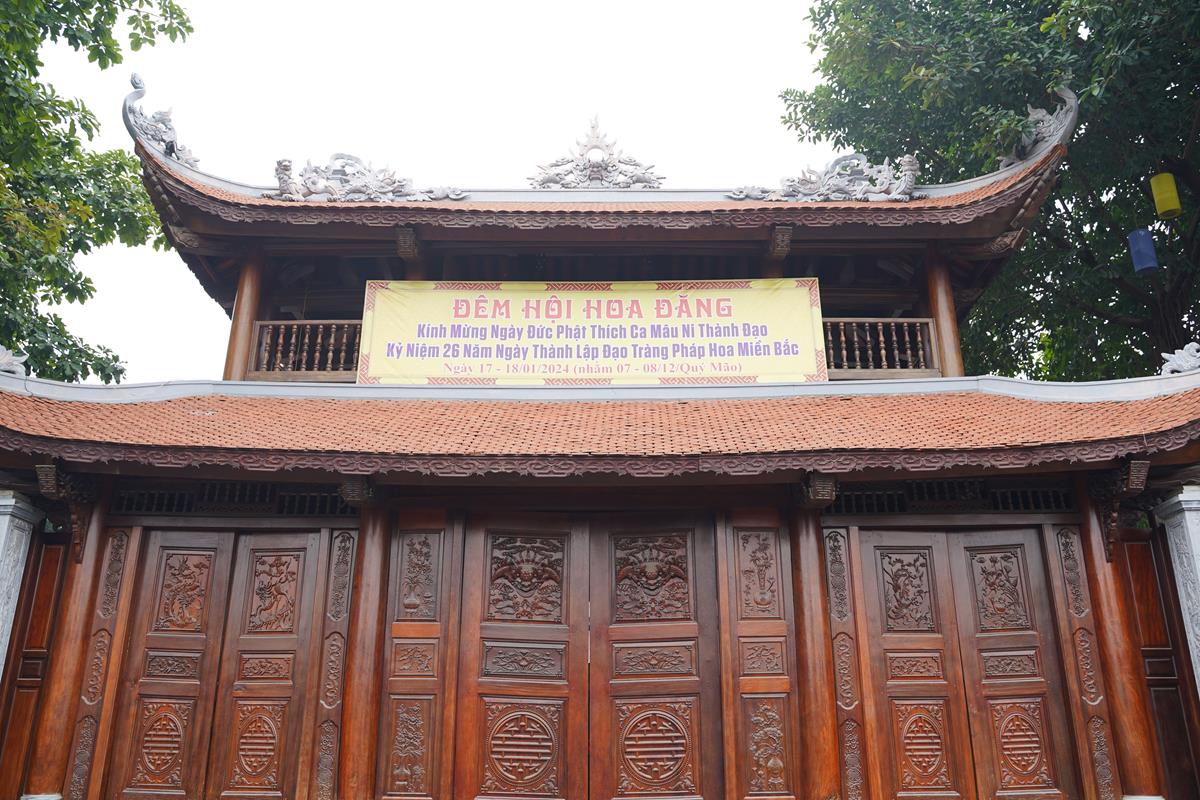 ĐÊM HỘI HOA ĐĂNG
Kính Mừng Ngày Đức Phật Thích Ca Mâu Ni Thành Đạo
Kỷ Niệm 26 Năm Ngày Thành Lập Đạo Tràng Pháp Hoa Miền Bắc
Ngày 17 - 18/01/2024 (nhằm 07 - 08/12/Quý Mão)